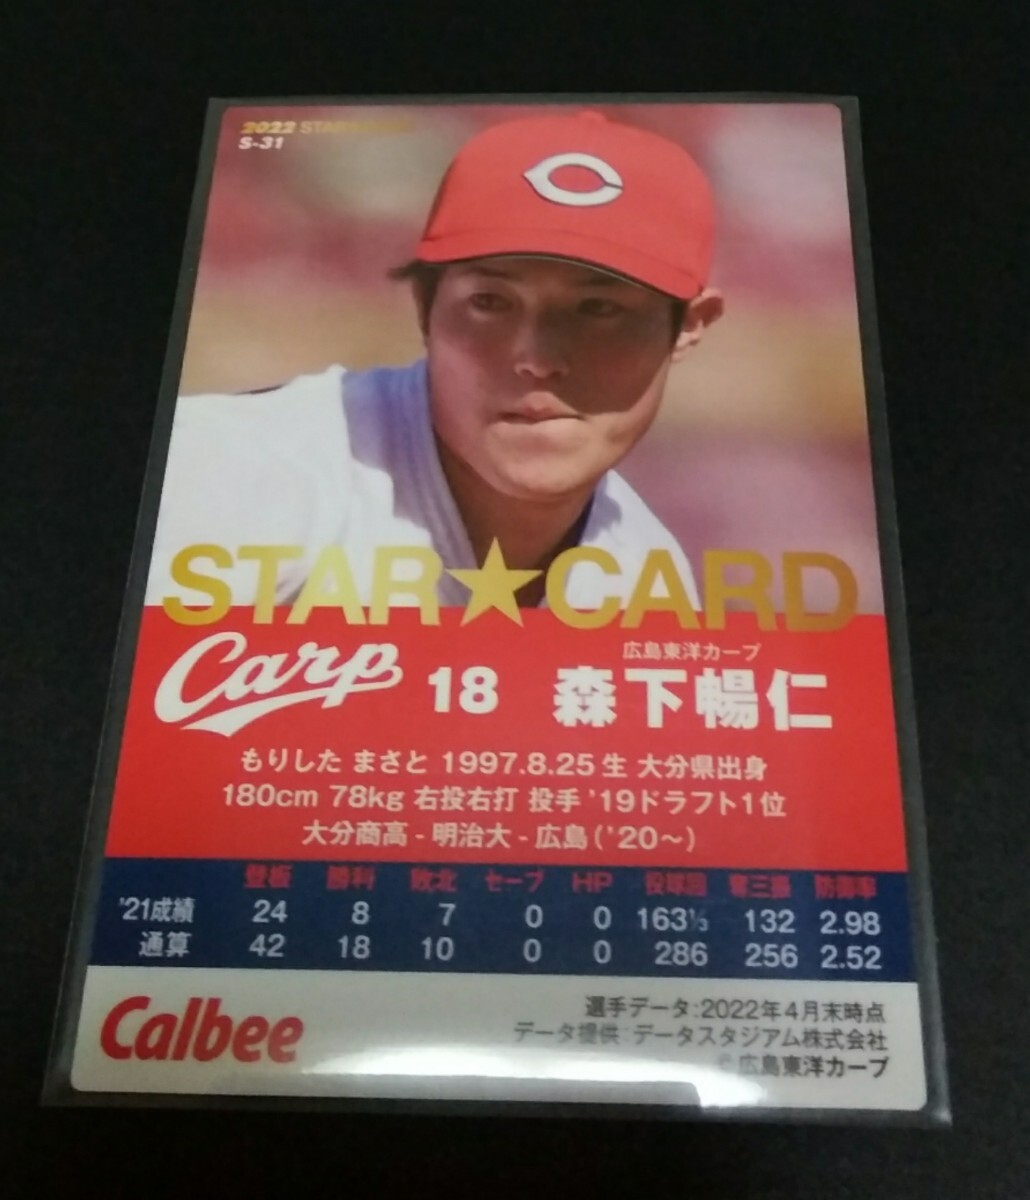 2022 STAR CARD
S-31
C
STAR★CARD
Carp 18 広島東洋カープ
森下暢仁
もりした まさと 1997.8.25生 大分県出身
180cm 78kg 右投右打 投手 '19ドラフト1位
大分商高 - 明治大 - 広島('20〜)
登板 勝利 敗北 セーブ HP 投球回 奪三振 防御率
'21成績 24 8 7 0 0 163⅓ 132 2.98
通算 42 18 10 0 0 286 256 2.52
Calbee
選手データ:2022年4月末時点
データ提供:データスタジアム株式会社
©広島東洋カープ